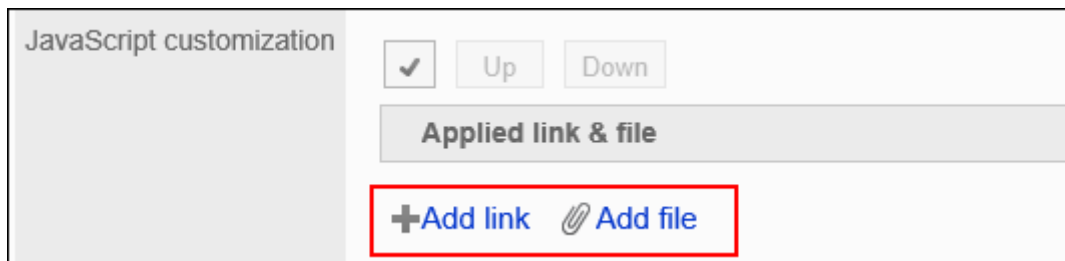 JavaScript customization
Up Down
Applied link & file
Add link Add file